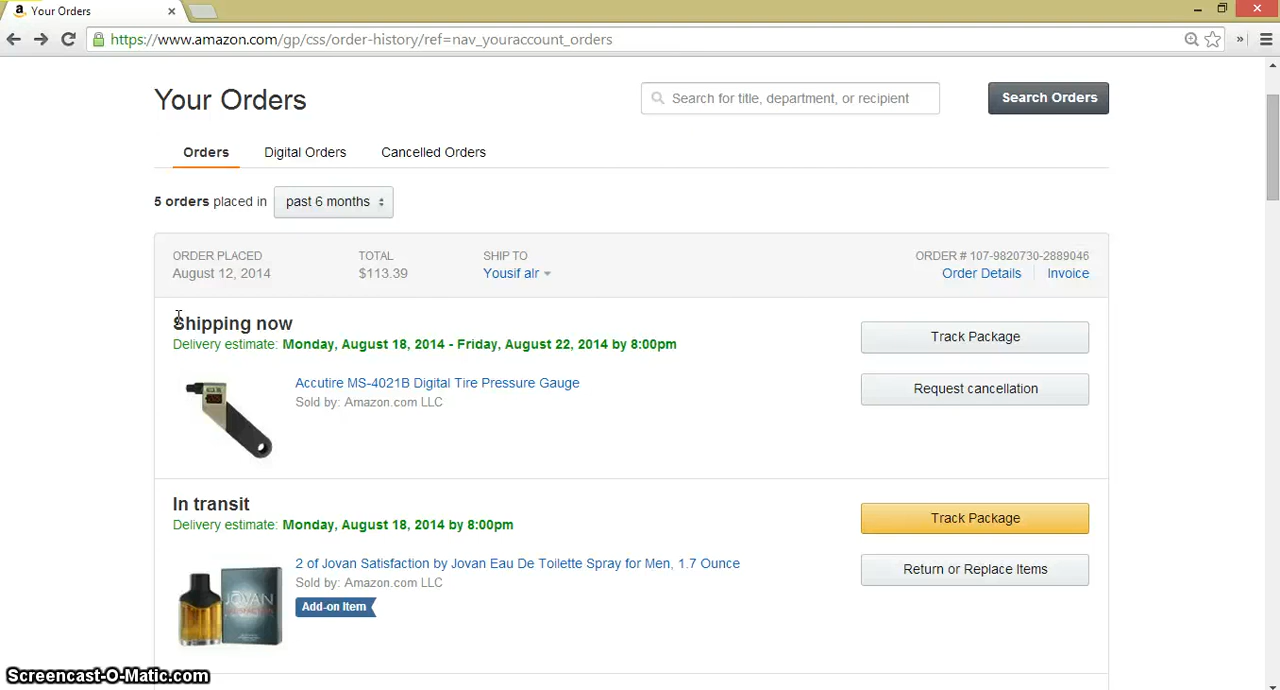 Your Orders
https://www.amazon.com/gp/css/order-history/ref=nav_youraccount_orders
Your Orders
Search for title, department, or recipient
Search Orders
Orders
Digital Orders
Cancelled Orders
5 orders placed in past 6 months
ORDER PLACED
August 12, 2014
TOTAL
$113.39
SHIP TO
Yousif alr
ORDER # 107-9820730-2889046
Order Details
Invoice
Shipping now
Delivery estimate: Monday, August 18, 2014 - Friday, August 22, 2014 by 8:00pm
Accutire MS-4021B Digital Tire Pressure Gauge
Sold by: Amazon.com LLC
Track Package
Request cancellation
In transit
Delivery estimate: Monday, August 18, 2014 by 8:00pm
2 of Jovan Satisfaction by Jovan Eau De Toilette Spray for Men, 1.7 Ounce
Sold by: Amazon.com LLC
Add-on Item
JOVAN
Track Package
Return or Replace Items
Screencast-O-Matic.com